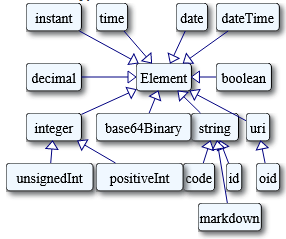 instant time date dateTime
decimal Element boolean
integer base64Binary string uri
unsignedInt positiveInt code id oid
markdown